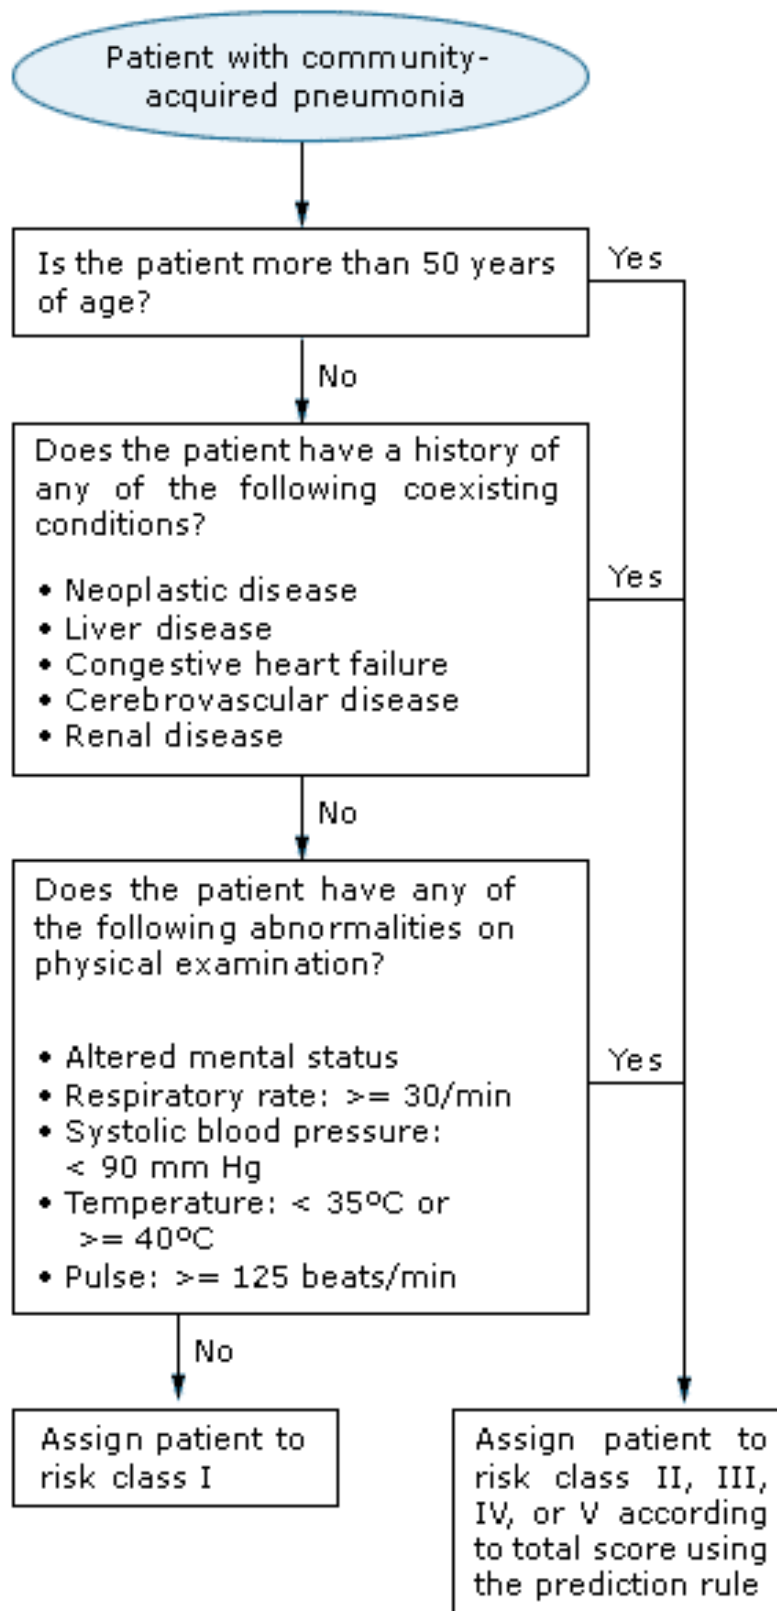 Patient with community-
acquired pneumonia
Is the patient more than 50 years
of age?
Yes
No
Does the patient have a history of
any of the following coexisting
conditions?
• Neoplastic disease
• Liver disease
• Congestive heart failure
• Cerebrovascular disease
• Renal disease
Yes
No
Does the patient have any of
the following abnormalities on
physical examination?
• Altered mental status
• Respiratory rate: >= 30/min
• Systolic blood pressure:
< 90 mm Hg
• Temperature: < 35ºC or
>= 40ºC
• Pulse: >= 125 beats/min
Yes
No
Assign patient to
risk class I
Assign patient to
risk class II, III,
IV, or V according
to total score using
the prediction rule